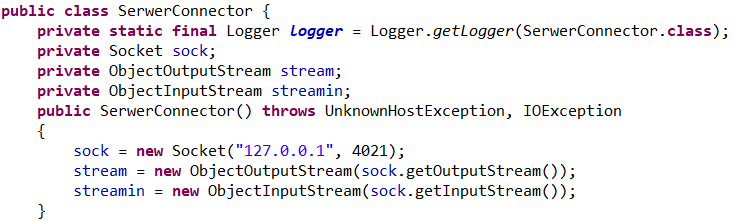 public class SerwerConnector {
    private static final Logger logger = Logger.getLogger(SerwerConnector.class);
    private Socket sock;
    private ObjectOutputStream stream;
    private ObjectInputStream streamin;
    public SerwerConnector() throws UnknownHostException, IOException
    {
        sock = new Socket("127.0.0.1", 4021);
        stream = new ObjectOutputStream(sock.getOutputStream());
        streamin = new ObjectInputStream(sock.getInputStream());
    }